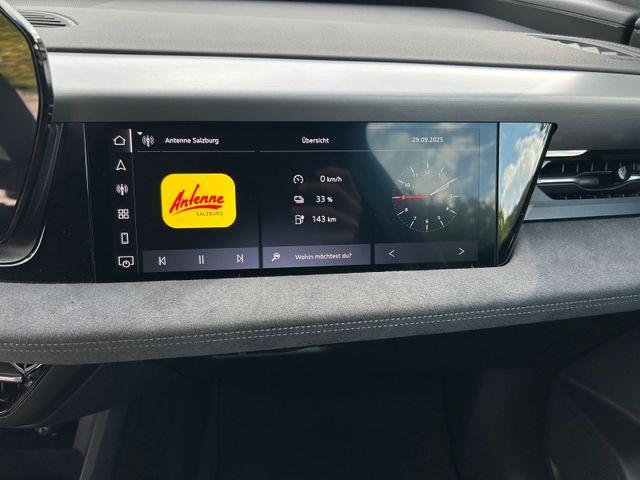 Antenne Salzburg
Übersicht
29.09.2025
Antenne
SALZBURG
0 km/h
33 %
143 km
Wohin möchtest du?